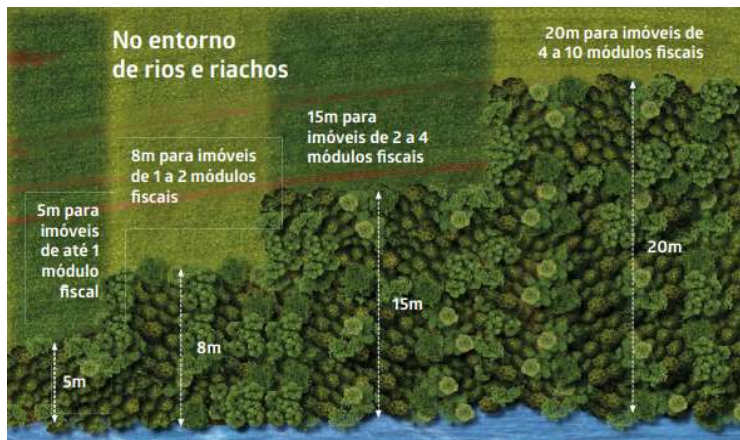 No entorno
de rios e riachos
20m para imóveis de
4 a 10 módulos fiscais
15m para
imóveis de 2 a 4
módulos fiscais
8m para imóveis
de 1 a 2 módulos
fiscais
5m para
imóveis
de até 1
módulo
fiscal
5m
8m
15m
20m